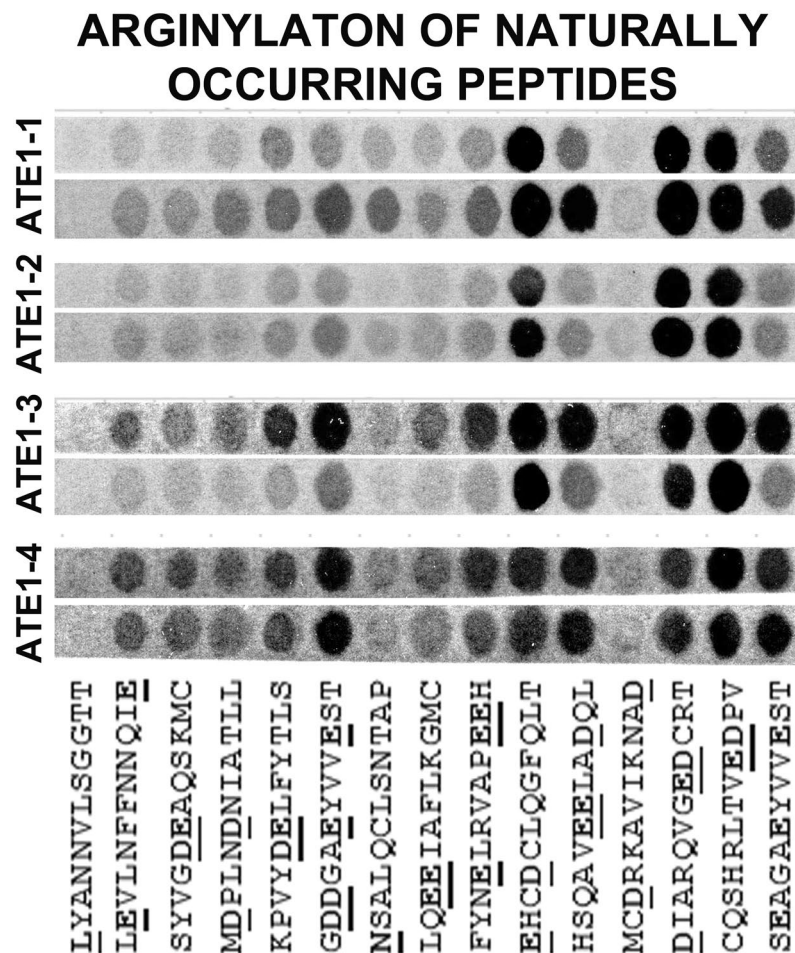 ARGINYLATON OF NATURALLY
OCCURRING PEPTIDES
ATE1-1
ATE1-2
ATE1-3
ATE1-4
LYANNVLSGGTT
LEVLNFFNNQIE
SYVGDEAQSKMC
MDPLNDNIATLL
KPVYDELFYTLS
GDDGAEYVVEST
NSALQCLSNTAP
LQEEIAFLKGMC
FYNELRVAPEEH
EHCDCLQGFQLT
HSQAVEELADQL
MCDRKAVIKNAD
DIARQVGEDCRT
CQSHRLTVEDPV
SEAGAEYVVEST